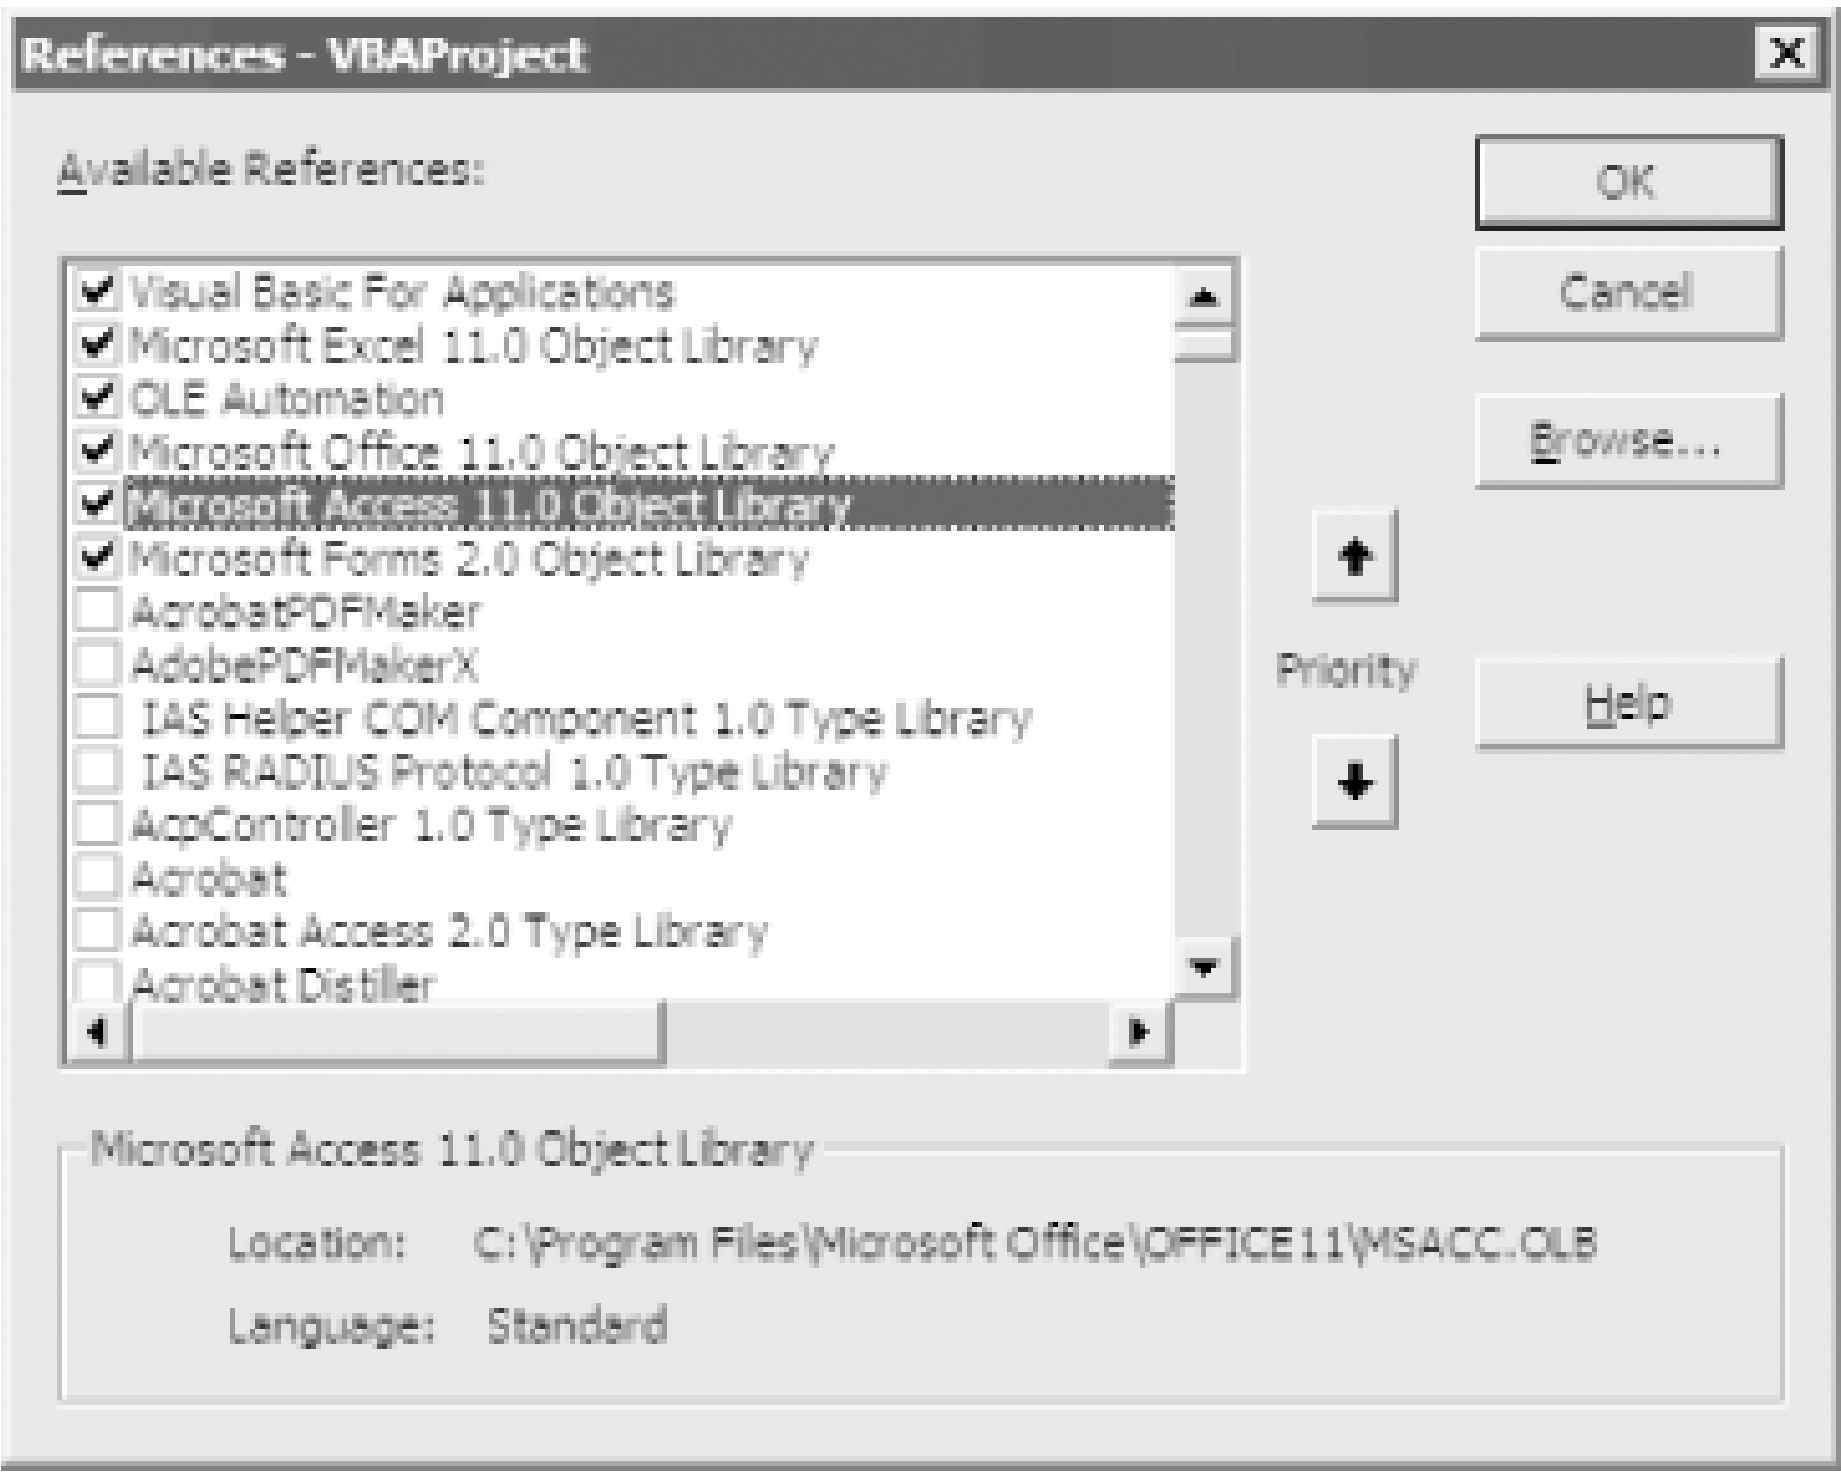 References - VBAProject
Available References:
OK
Cancel
Browse...
Visual Basic For Applications
Microsoft Excel 11.0 Object Library
OLE Automation
Microsoft Office 11.0 Object Library
Microsoft Access 11.0 Object Library
Microsoft Forms 2.0 Object Library
AcrobatPDFMaker
AdobePDFMakerX
IAS Helper COM Component 1.0 Type Library
IAS RADIUS Protocol 1.0 Type Library
AcpController 1.0 Type Library
Acrobat
Acrobat Access 2.0 Type Library
Acrobat Distiller
Priority
Help
Microsoft Access 11.0 Object Library
Location: C:\Program Files\Microsoft Office\OFFICE11\MSACC.OLB
Language: Standard